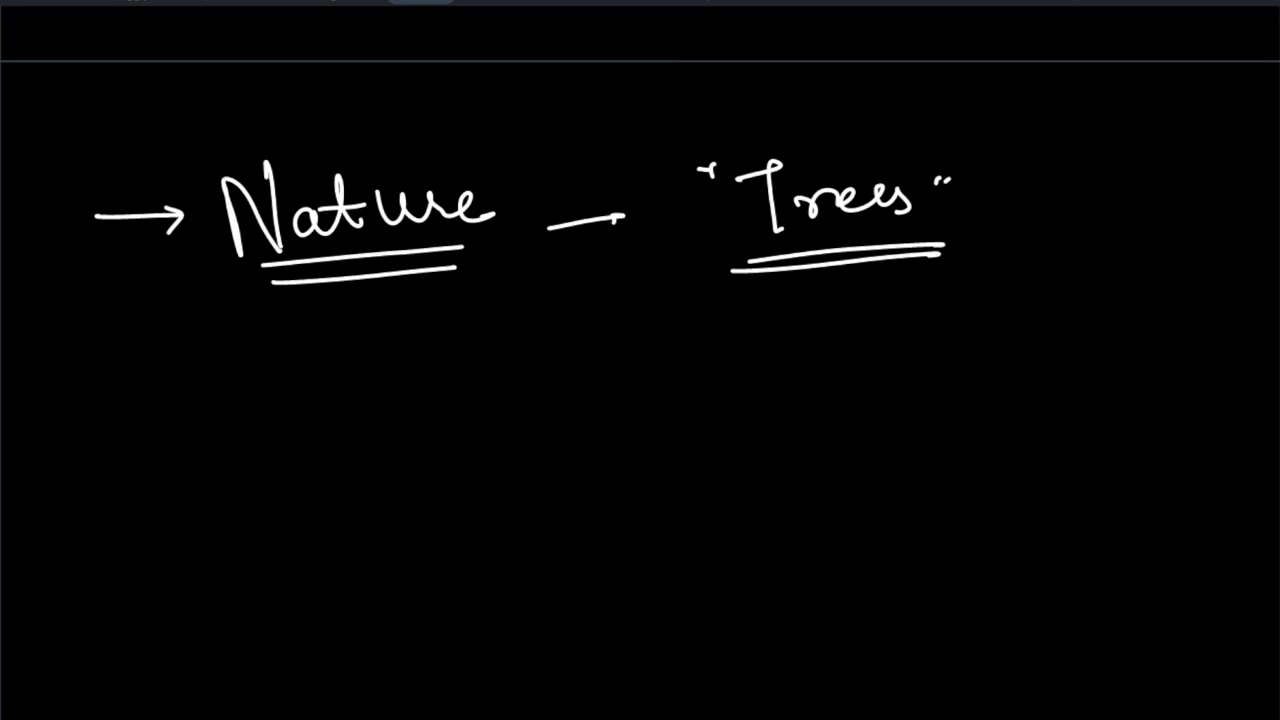 → Nature — "Trees"